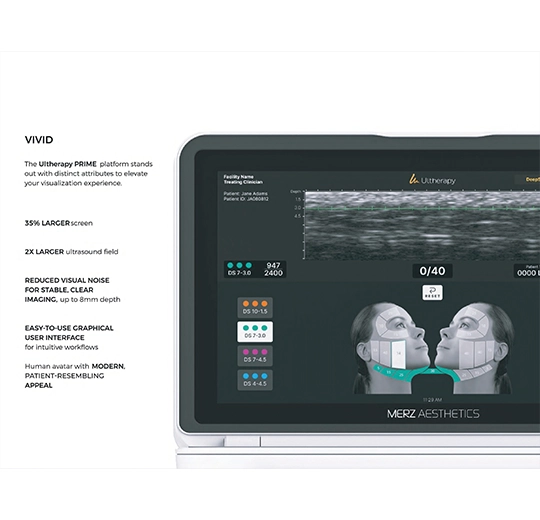 VIVID
The Ultherapy PRIME platform stands
out with distinct attributes to elevate
your visualization experience.
35% LARGER screen
2X LARGER ultrasound field
REDUCED VISUAL NOISE
FOR STABLE, CLEAR
IMAGING, up to 8mm depth
EASY-TO-USE GRAPHICAL
USER INTERFACE
for intuitive workflows
Human avatar with MODERN,
PATIENT-RESEMBLING
APPEAL
Facility Name
Treating Clinician
Patient: Jane Adams
Patient ID: JA080812
Ultherapy
Depth
1.5
3.0
4.5
DS 7-3.0
947
2400
0/40
Patient
0000
RESET
DS 10-1.5
DS 7-3.0
DS 7-4.5
DS 4-4.5
11:29 AM
MERZ AESTHETICS